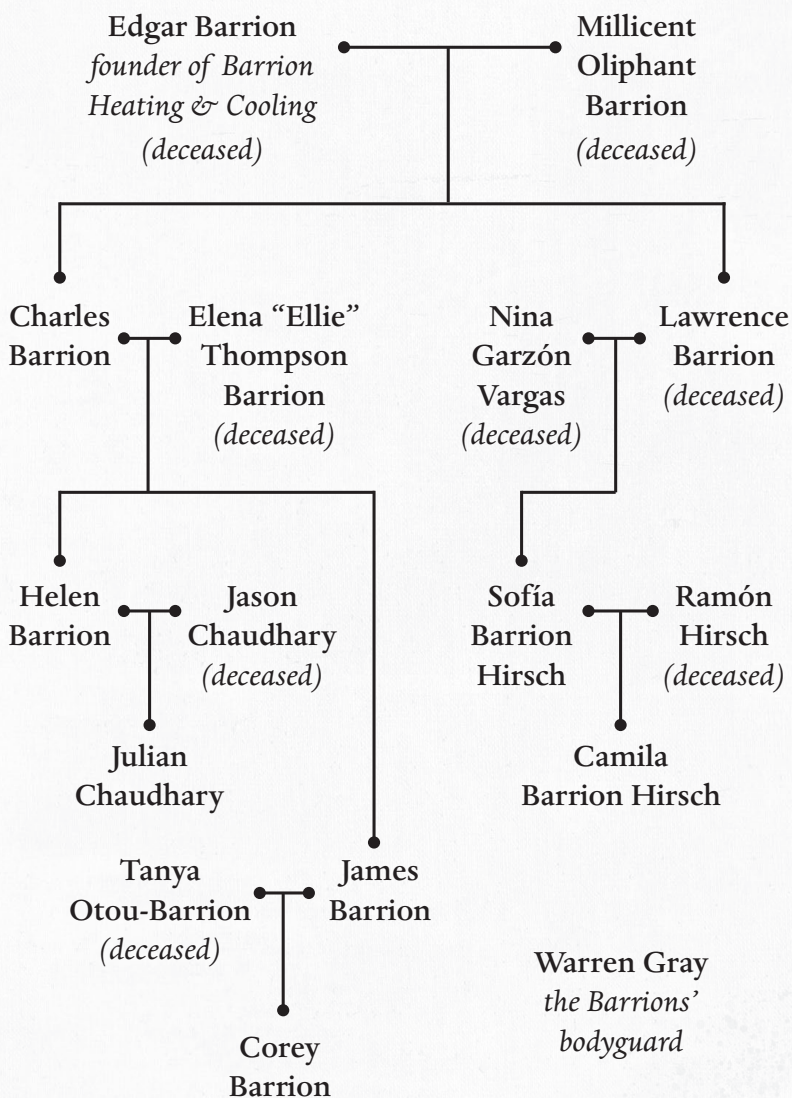 Edgar Barrion
founder of Barrion
Heating & Cooling
(deceased)
Millicent
Oliphant
Barrion
(deceased)
Charles
Barrion
Elena “Ellie”
Thompson
Barrion
(deceased)
Nina
Garzón
Vargas
(deceased)
Lawrence
Barrion
(deceased)
Helen
Barrion
Jason
Chaudhary
(deceased)
Sofía
Barrion
Hirsch
Ramón
Hirsch
(deceased)
Julian
Chaudhary
Camila
Barrion Hirsch
Tanya
Otou-Barrion
(deceased)
James
Barrion
Warren Gray
the Barrions’
bodyguard
Corey
Barrion